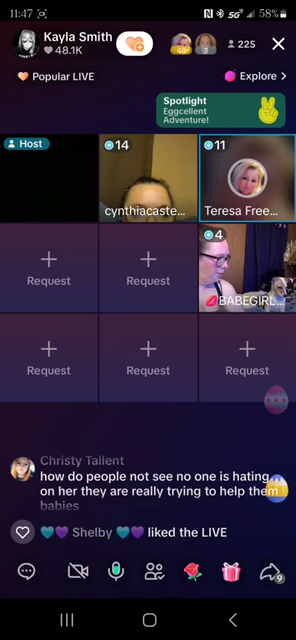 11:47
5G
58%
Kayla Smith
48.1K
3
225
Popular LIVE
Explore >
Spotlight
Eggcellent
Adventure!
Host
14
cynthiacaste...
11
Teresa Free...
Request
Request
4
BABEGIRL...
Request
Request
Request
Christy Tallent
how do people not see no one is hating
on her they are really trying to help them
babies
Shelby liked the LIVE
9